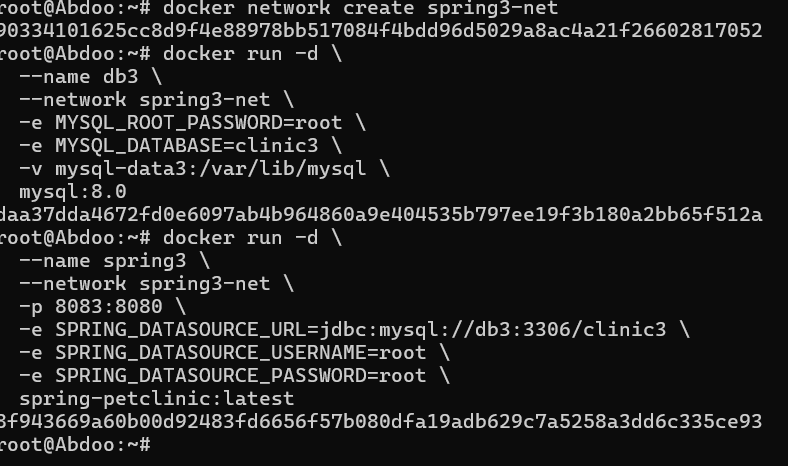 root@Abdoo:~# docker network create spring3-net
90334101625cc8d9f4e88978bb517084f4bdd96d5029a8ac4a21f26602817052
root@Abdoo:~# docker run -d \
  --name db3 \
  --network spring3-net \
  -e MYSQL_ROOT_PASSWORD=root \
  -e MYSQL_DATABASE=clinic3 \
  -v mysql-data3:/var/lib/mysql \
  mysql:8.0
daa37dda4672fd0e6097ab4b964860a9e404535b797ee19f3b180a2bb65f512a
root@Abdoo:~# docker run -d \
  --name spring3 \
  --network spring3-net \
  -p 8083:8080 \
  -e SPRING_DATASOURCE_URL=jdbc:mysql://db3:3306/clinic3 \
  -e SPRING_DATASOURCE_USERNAME=root \
  -e SPRING_DATASOURCE_PASSWORD=root \
  spring-petclinic:latest
3f943669a60b00d92483fd6656f57b080dfa19adb629c7a5258a3dd6c335ce93
root@Abdoo:~#